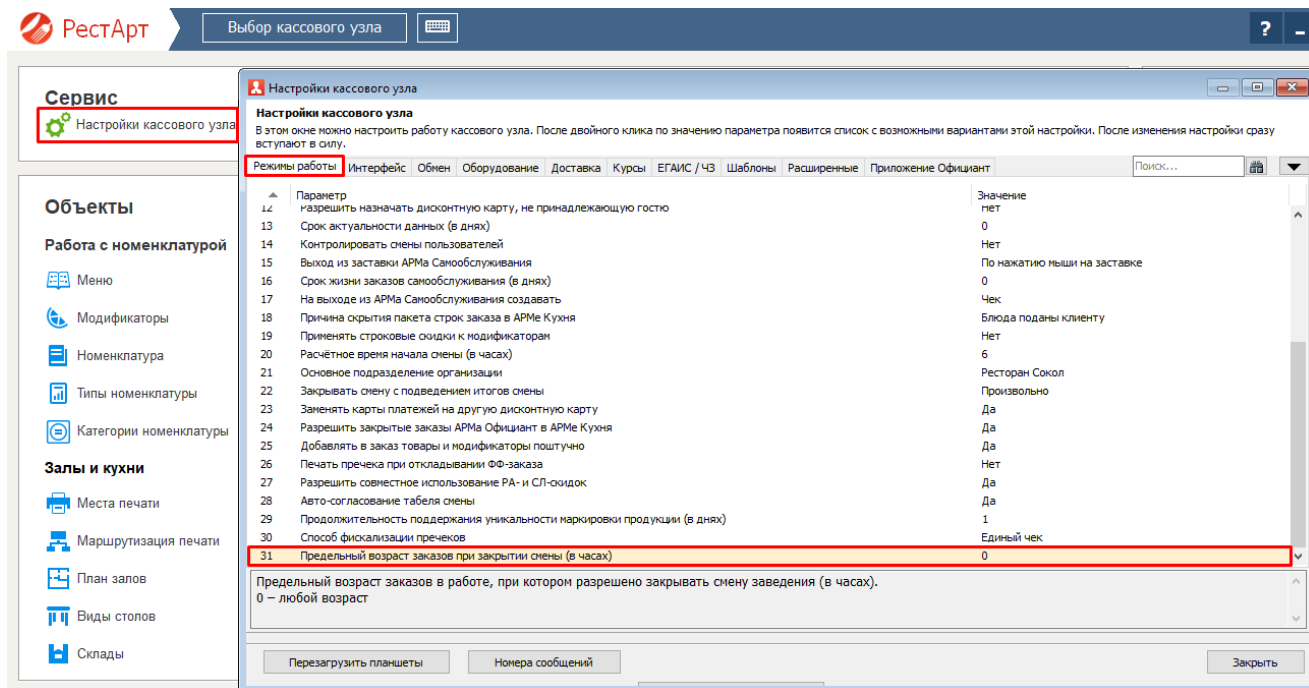 РестАрт
Выбор кассового узла
?
Сервис
Настройки кассового узла
Объекты
Работа с номенклатурой
Меню
Модификаторы
Номенклатура
Типы номенклатуры
Категории номенклатуры
Залы и кухни
Места печати
Маршрутизация печати
План залов
Виды столов
Склады
Настройки кассового узла
Настройки кассового узла
В этом окне можно настроить работу кассового узла. После двойного клика по значению параметра появится список с возможными вариантами этой настройки. После изменения настройки сразу
вступают в силу.
Режимы работы Интерфейс Обмен Оборудование Доставка Курсы ЕГАИС / ЧЗ Шаблоны Расширенные Приложение Официант Поиск...
Параметр Значение
12 Разрешить назначать дисконтную карту, не принадлежающую гостю Нет
13 Срок актуальности данных (в днях) 0
14 Контролировать смены пользователей Нет
15 Выход из заставки АРМа Самообслуживания По нажатию мыши на заставке
16 Срок жизни заказов самообслуживания (в днях) 0
17 На выходе из АРМа Самообслуживания создавать Чек
18 Причина скрытия пакета строк заказа в АРМе Кухня Блюда поданы клиенту
19 Применять строковые скидки к модификаторам Нет
20 Расчётное время начала смены (в часах) 6
21 Основное подразделение организации Ресторан Сокол
22 Закрывать смену с подведением итогов смены Произвольно
23 Заменять карты платежей на другую дисконтную карту Да
24 Разрешить закрытые заказы АРМа Официант в АРМе Кухня Да
25 Добавлять в заказ товары и модификаторы поштучно Да
26 Печать пречека при откладывании ФФ-заказа Нет
27 Разрешить совместное использование РА- и СЛ-скидок Да
28 Авто-согласование табеля смены Да
29 Продолжительность поддержания уникальности маркировки продукции (в днях) 1
30 Способ фискализации пречеков Единый чек
31 Предельный возраст заказов при закрытии смены (в часах) 0
Предельный возраст заказов в работе, при котором разрешено закрывать смену заведения (в часах).
0 – любой возраст
Перезагрузить планшеты Номера сообщений Закрыть